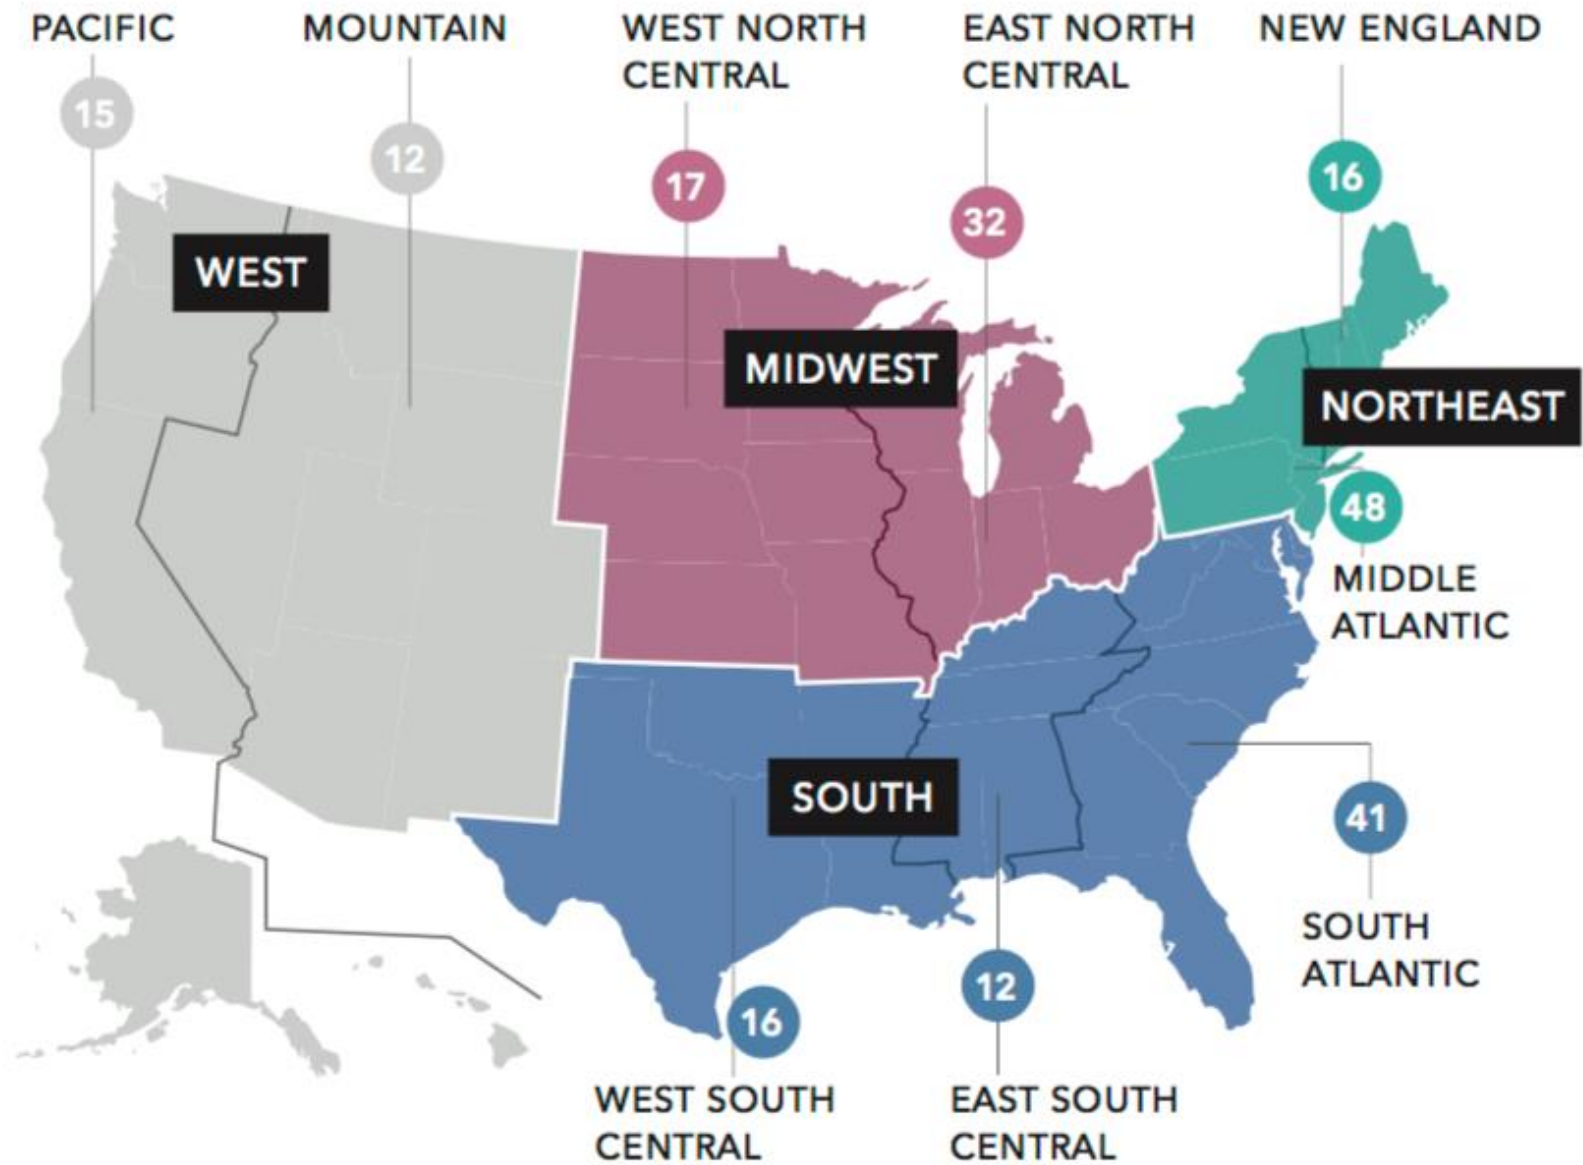 PACIFIC
15
MOUNTAIN
12
WEST NORTH
CENTRAL
17
EAST NORTH
CENTRAL
32
NEW ENGLAND
16
WEST
MIDWEST
NORTHEAST
48
MIDDLE
ATLANTIC
SOUTH
41
SOUTH
ATLANTIC
16
WEST SOUTH
CENTRAL
12
EAST SOUTH
CENTRAL